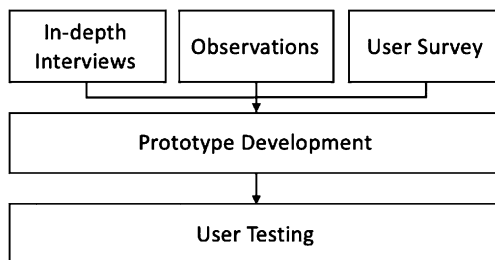 In-depth
Interviews
Observations
User Survey
Prototype Development
User Testing